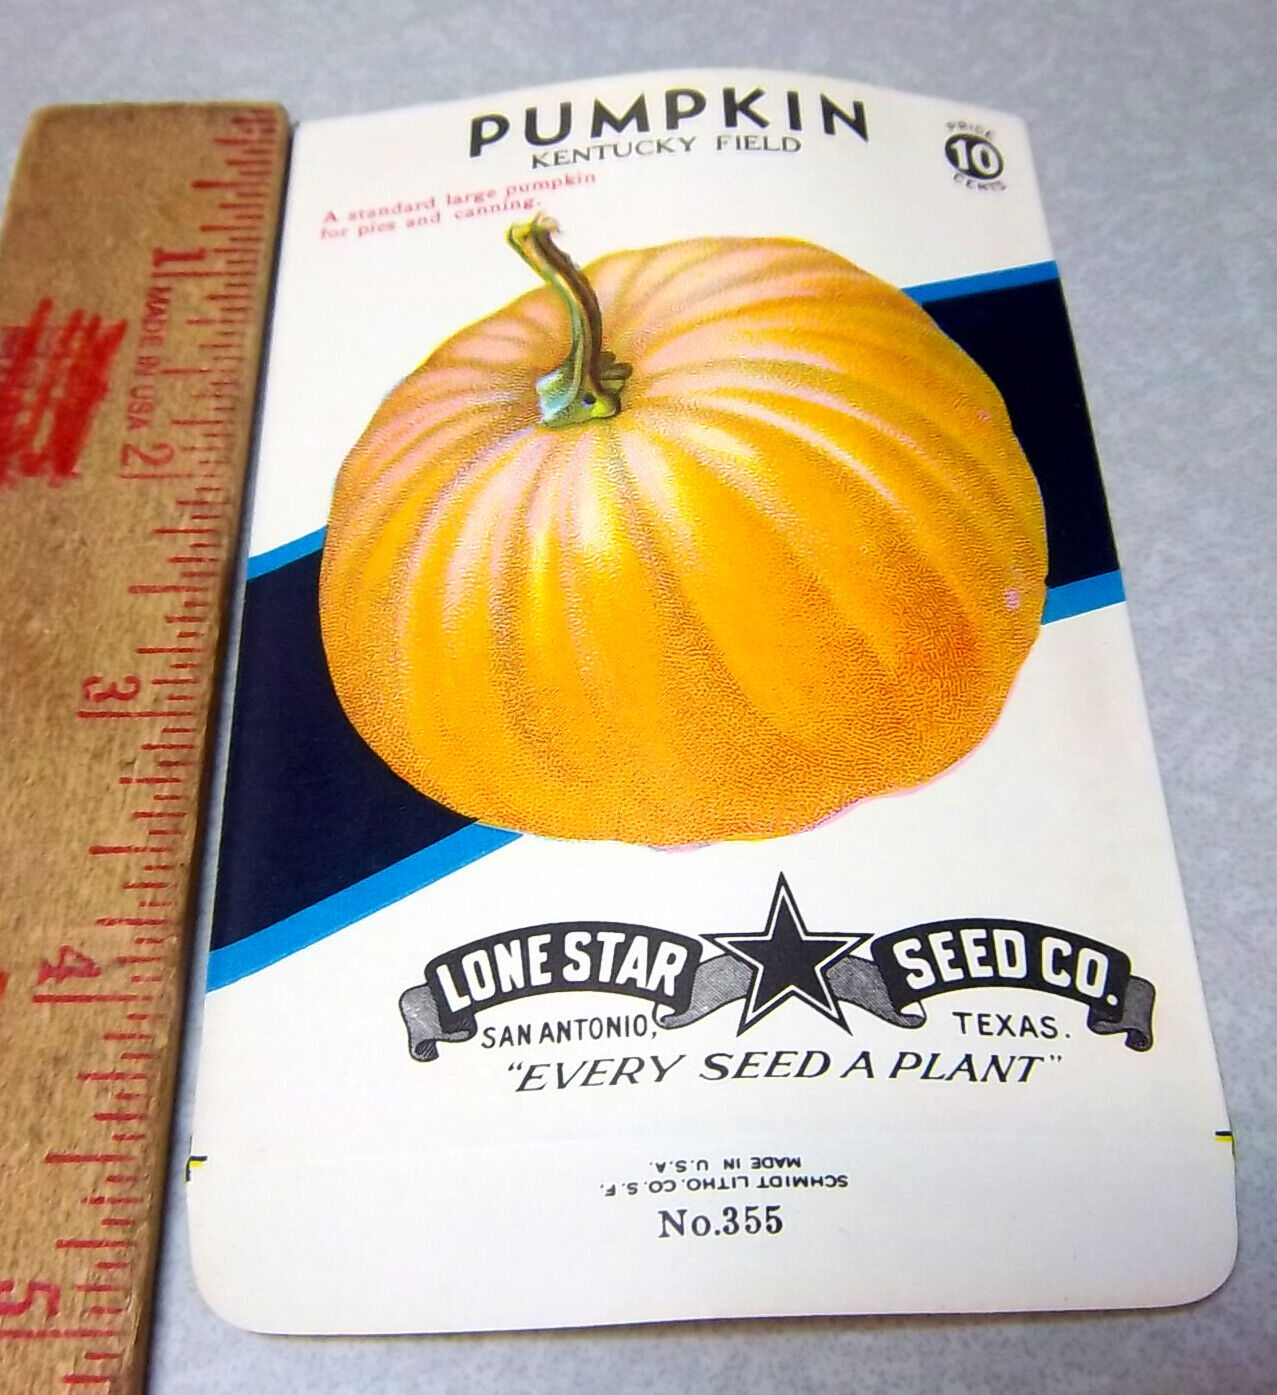 PUMPKIN
KENTUCKY FIELD
PRICE
10
CENTS
A standard large pumpkin
for pies and canning.
LONE STAR SEED CO.
SAN ANTONIO, TEXAS.
"EVERY SEED A PLANT"
SCHMIDT LITHO. CO. S. F.
MADE IN U.S.A.
No.355
1
MADE IN USA
2
3
4
5